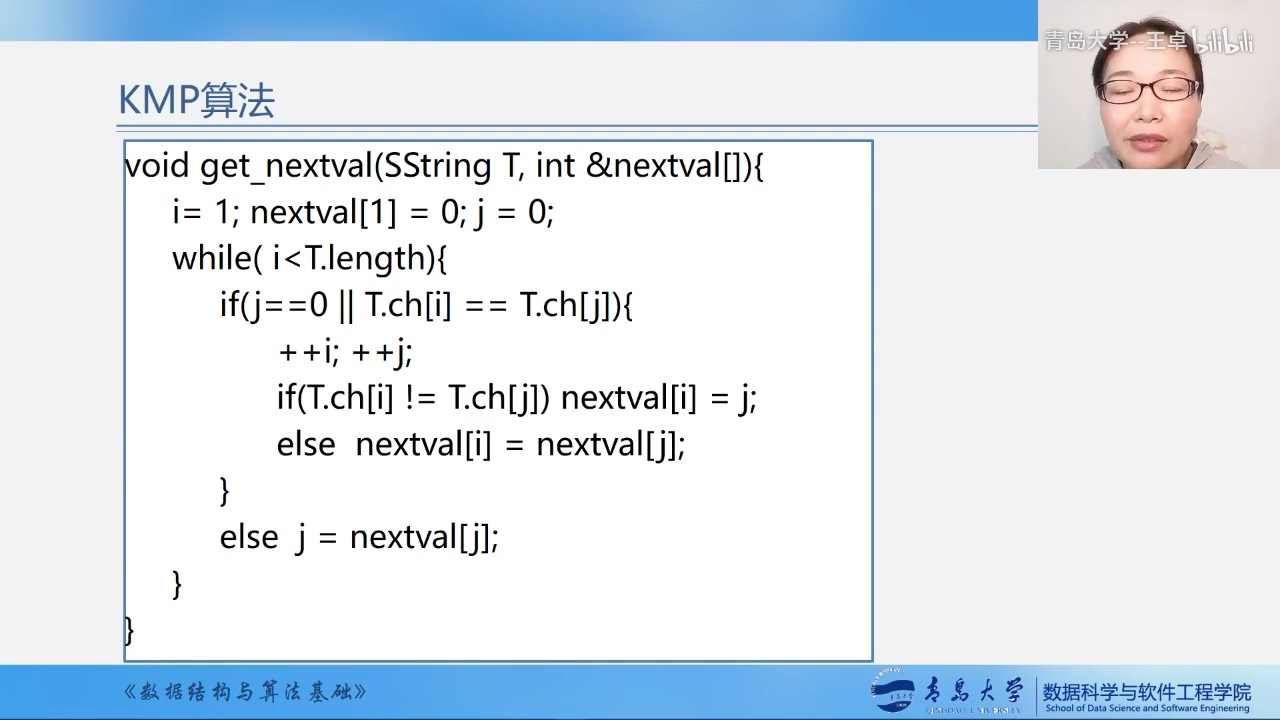 青岛大学--王卓 bilibili
KMP算法
void get_nextval(SString T, int &nextval[]){
i= 1; nextval[1] = 0; j = 0;
while( i<T.length){
if(j==0 || T.ch[i] == T.ch[j]){
++i; ++j;
if(T.ch[i] != T.ch[j]) nextval[i] = j;
else nextval[i] = nextval[j];
}
else j = nextval[j];
}
}
《数据结构与算法基础》
青岛大学
QINGDAO UNIVERSITY
数据科学与软件工程学院
School of Data Science and Software Engineering